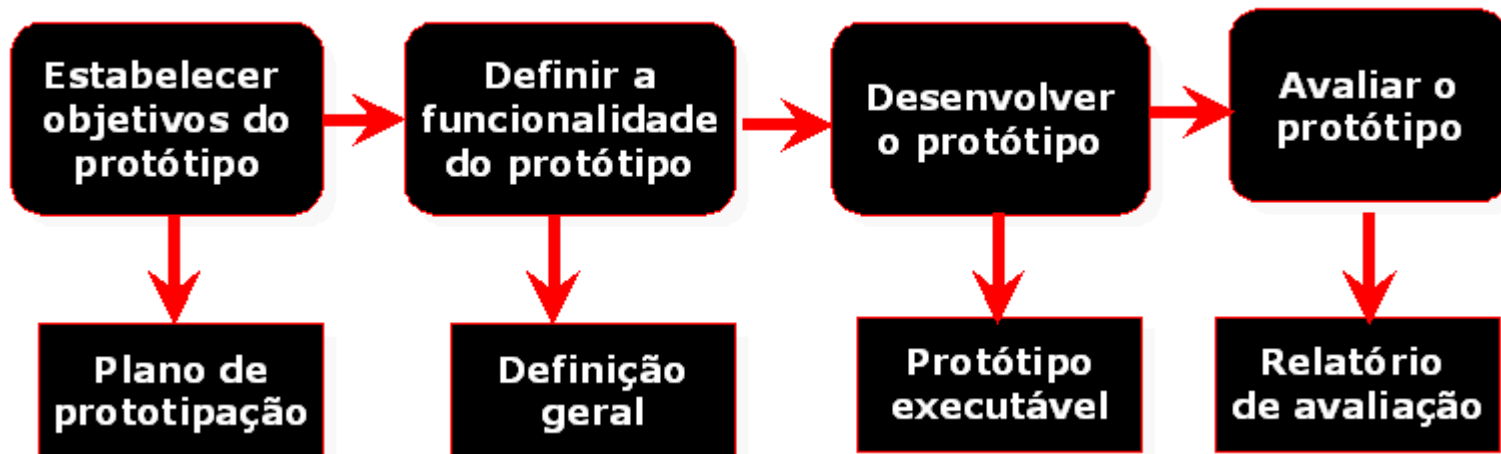 Estabelecer
objetivos do
protótipo
Definir a
funcionalidade
do protótipo
Desenvolver
o protótipo
Avaliar o
protótipo
Plano de
prototipação
Definição
geral
Protótipo
executável
Relatório
de avaliação